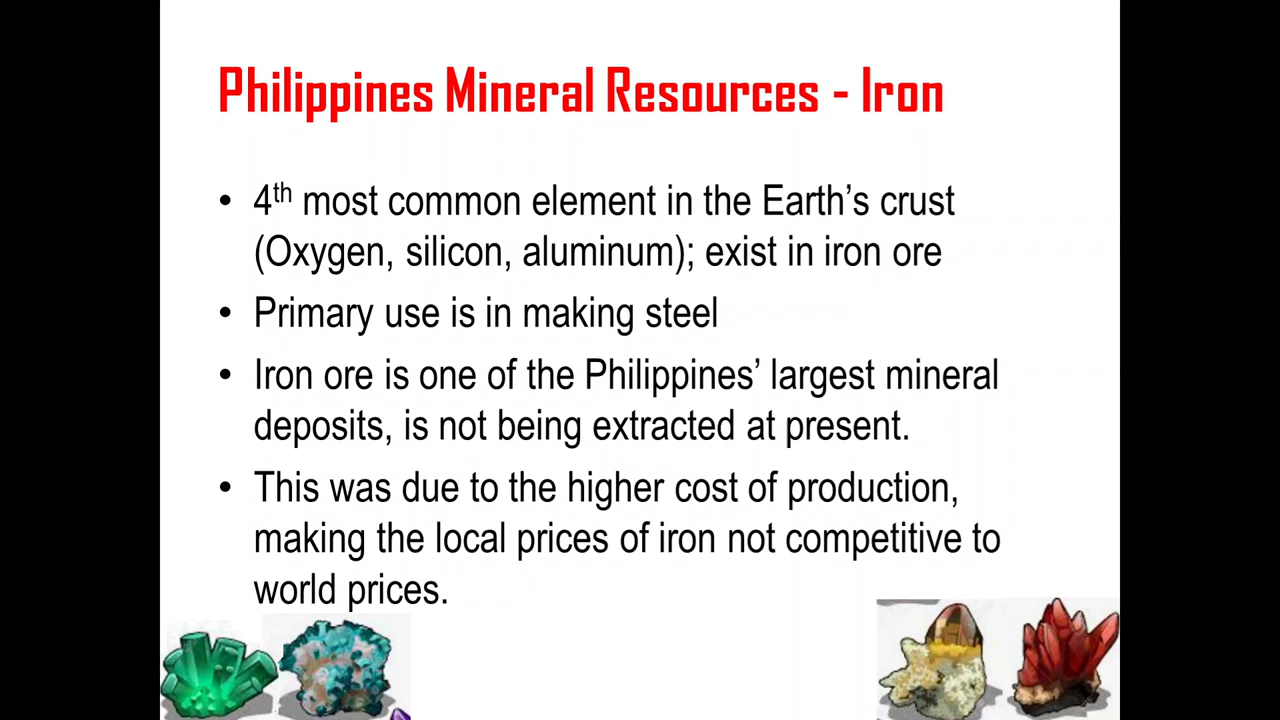 Philippines Mineral Resources - Iron
• 4th most common element in the Earth’s crust
(Oxygen, silicon, aluminum); exist in iron ore
• Primary use is in making steel
• Iron ore is one of the Philippines’ largest mineral
deposits, is not being extracted at present.
• This was due to the higher cost of production,
making the local prices of iron not competitive to
world prices.